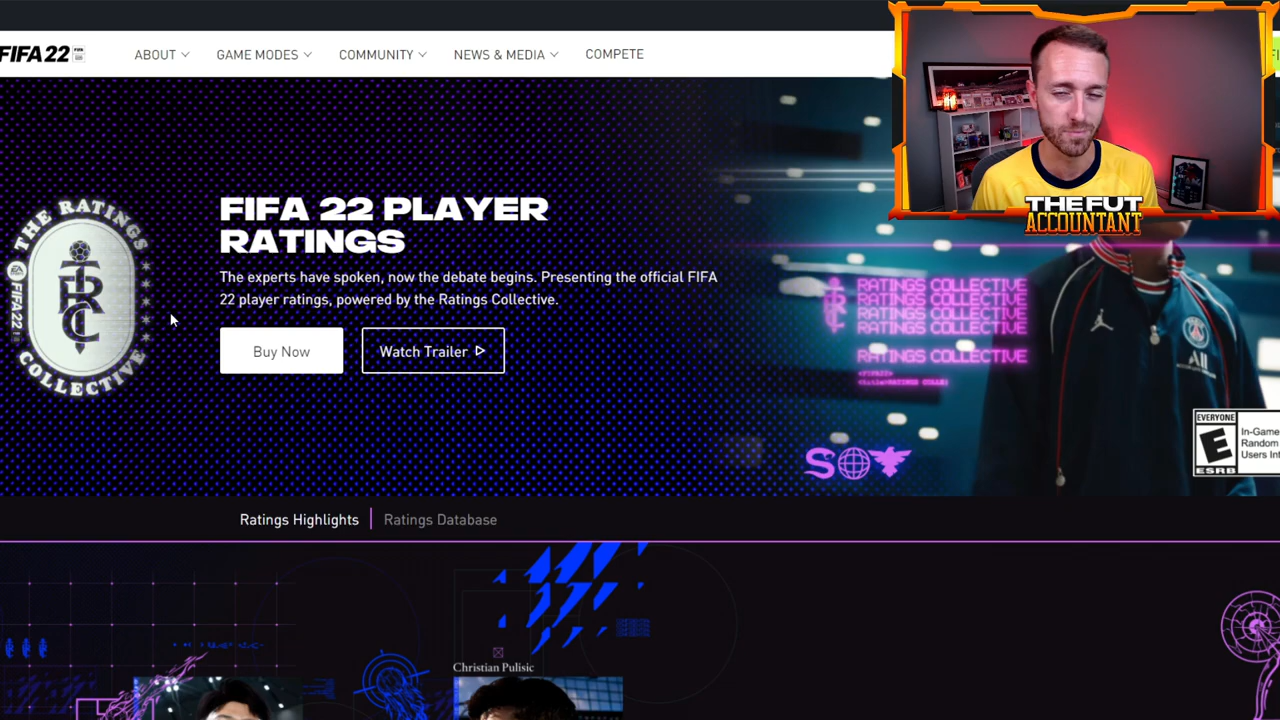 FIFA 22
ABOUT
GAME MODES
COMMUNITY
NEWS & MEDIA
COMPETE
THE FUT
ACCOUNTANT
THE RATINGS
COLLECTIVE
FIFA 22
TRC
FIFA 22 PLAYER
RATINGS
The experts have spoken, now the debate begins. Presenting the official FIFA
22 player ratings, powered by the Ratings Collective.
Buy Now
Watch Trailer
RATINGS COLLECTIVE
RATINGS COLLECTIVE
RATINGS COLLECTIVE
RATINGS COLLECTIVE
RATINGS COLLECTIVE
EVERYONE
E
ESRB
In-Game
Random
Users Int
Ratings Highlights
Ratings Database
Christian Pulisic